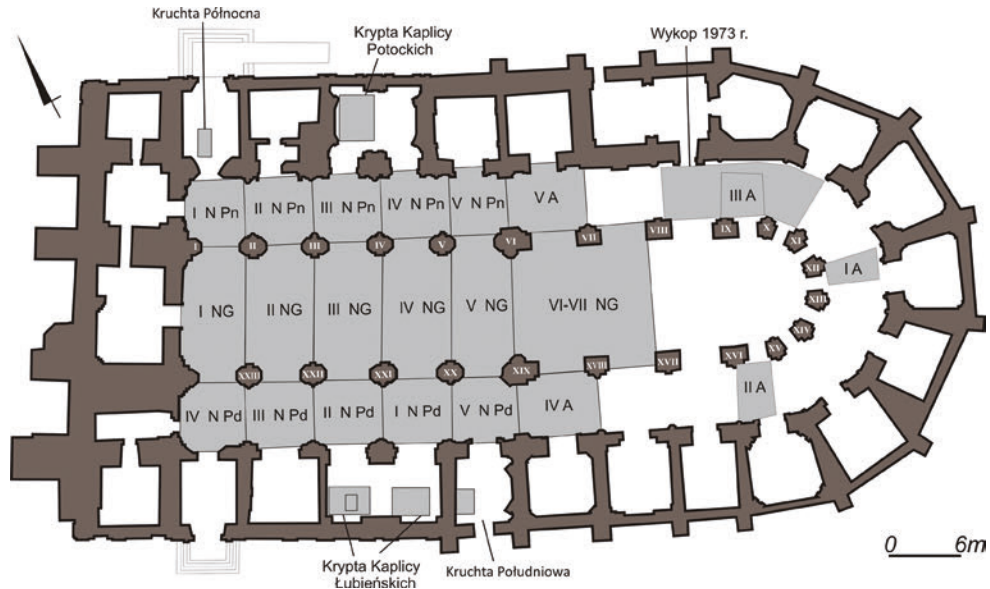 Kruchta Północna
Krypta Kaplicy
Potockich
Wykop 1973 r.
I N Pn
II N Pn
III N Pn
IV N Pn
V N Pn
V A
III A
I
II
III
IV
V
VI
VII
VIII
IX
X
XI
XII
I A
XIII
I NG
II NG
III NG
IV NG
V NG
VI-VII NG
XIV
XV
XVI
XVII
XVIII
XIX
XX
XXI
XXII
XXIII
II A
IV N Pd
III N Pd
II N Pd
I N Pd
V N Pd
IV A
Krypta Kaplicy
Łubieńskich
Kruchta Południowa
0 6m